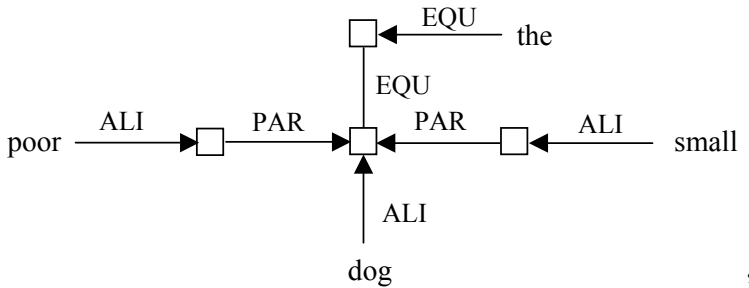 EQU the
EQU
poor ALI PAR PAR ALI small
ALI
dog ,